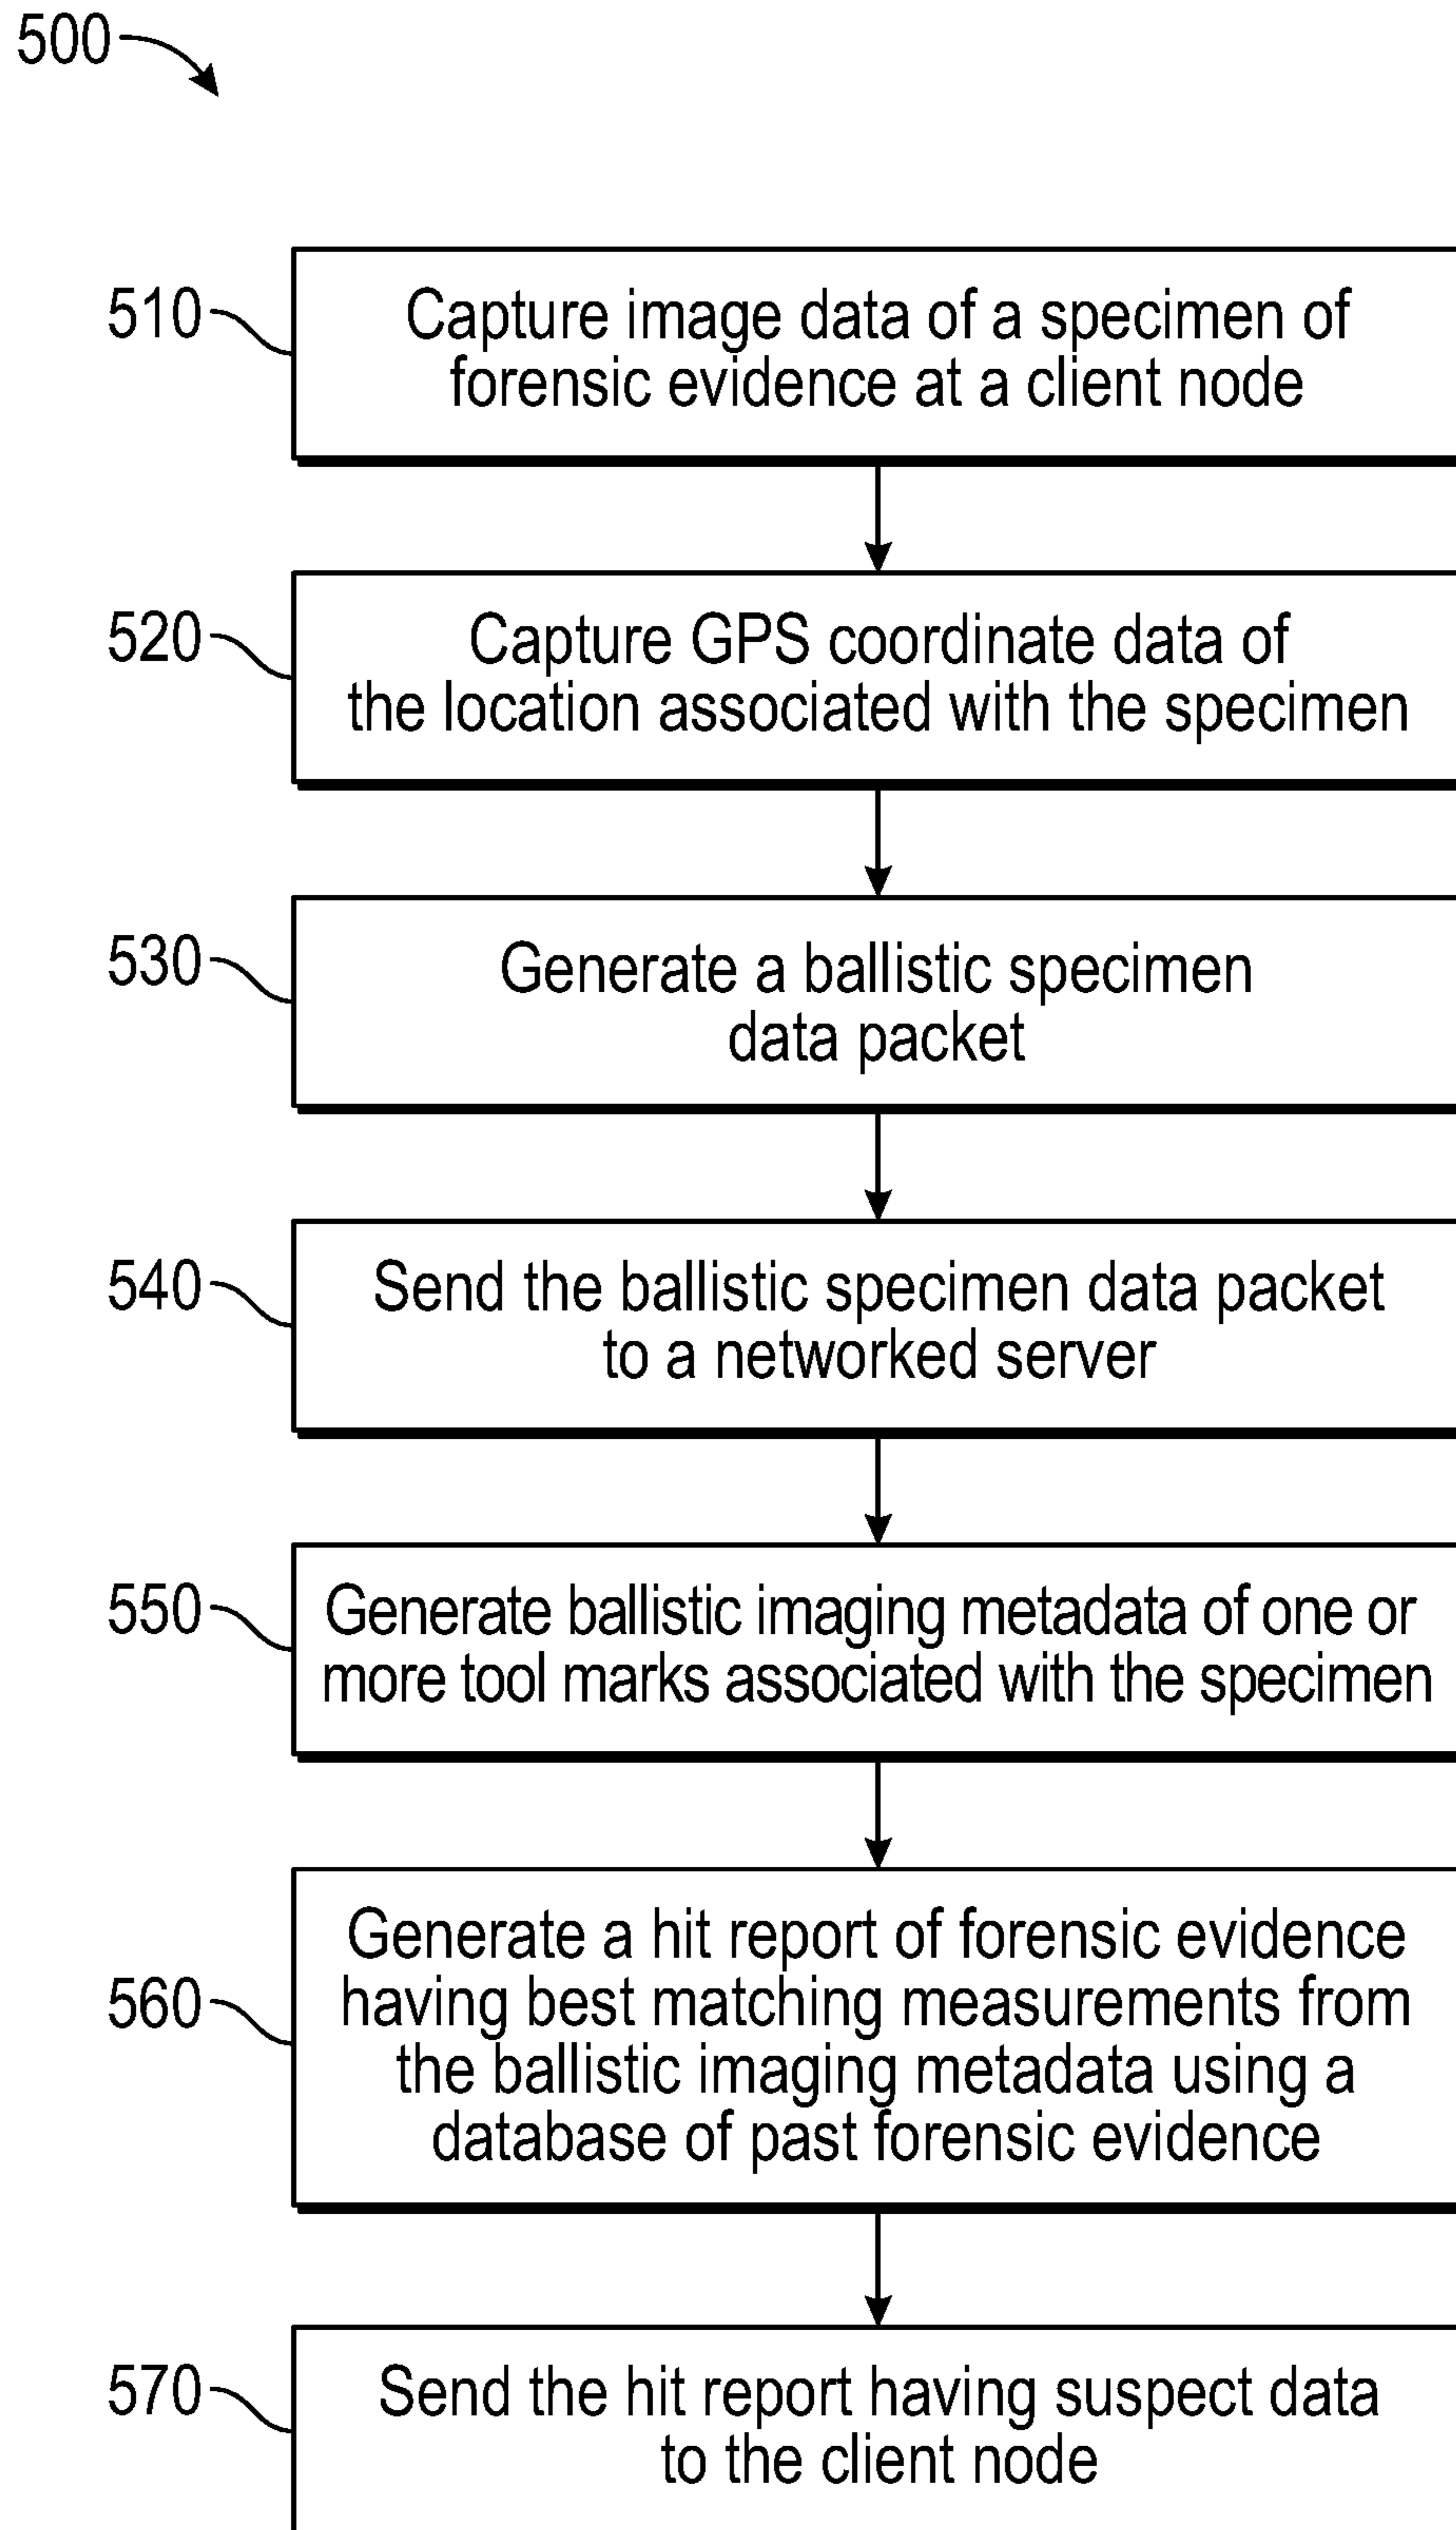 500
510
Capture image data of a specimen of
forensic evidence at a client node
520
Capture GPS coordinate data of
the location associated with the specimen
530
Generate a ballistic specimen
data packet
540
Send the ballistic specimen data packet
to a networked server
550
Generate ballistic imaging metadata of one or
more tool marks associated with the specimen
560
Generate a hit report of forensic evidence
having best matching measurements from
the ballistic imaging metadata using a
database of past forensic evidence
570
Send the hit report having suspect data
to the client node